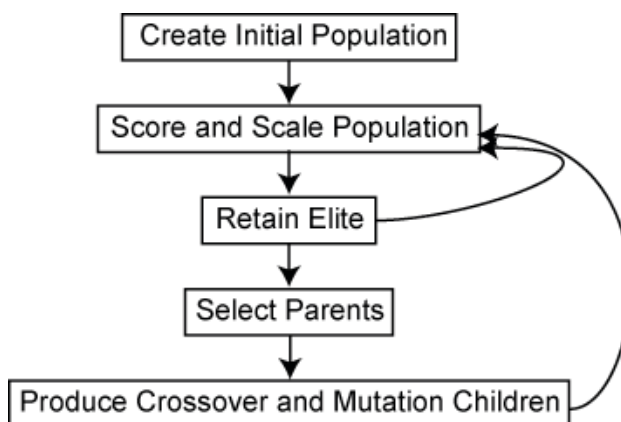 Create Initial Population
Score and Scale Population
Retain Elite
Select Parents
Produce Crossover and Mutation Children